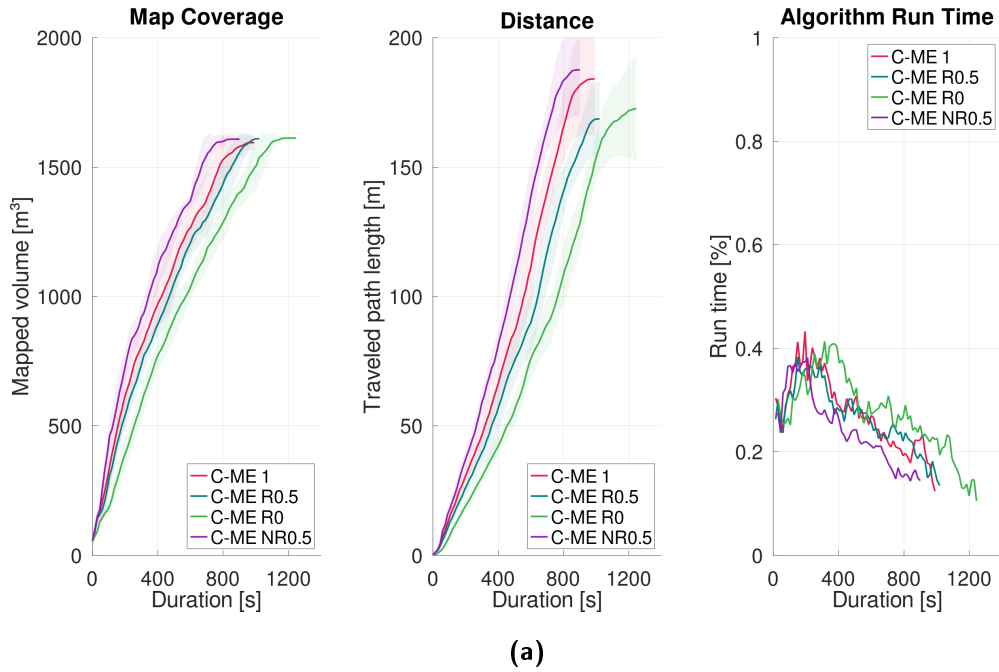 Map Coverage
2000
1500
1000
500
0
Mapped volume [m³]
C-ME 1
C-ME R0.5
C-ME R0
C-ME NR0.5
0 400 800 1200
Duration [s]
Distance
200
150
100
50
0
Traveled path length [m]
C-ME 1
C-ME R0.5
C-ME R0
C-ME NR0.5
0 400 800 1200
Duration [s]
Algorithm Run Time
1
0.8
0.6
0.4
0.2
0
Run time [%]
C-ME 1
C-ME R0.5
C-ME R0
C-ME NR0.5
0 400 800 1200
Duration [s]
(a)